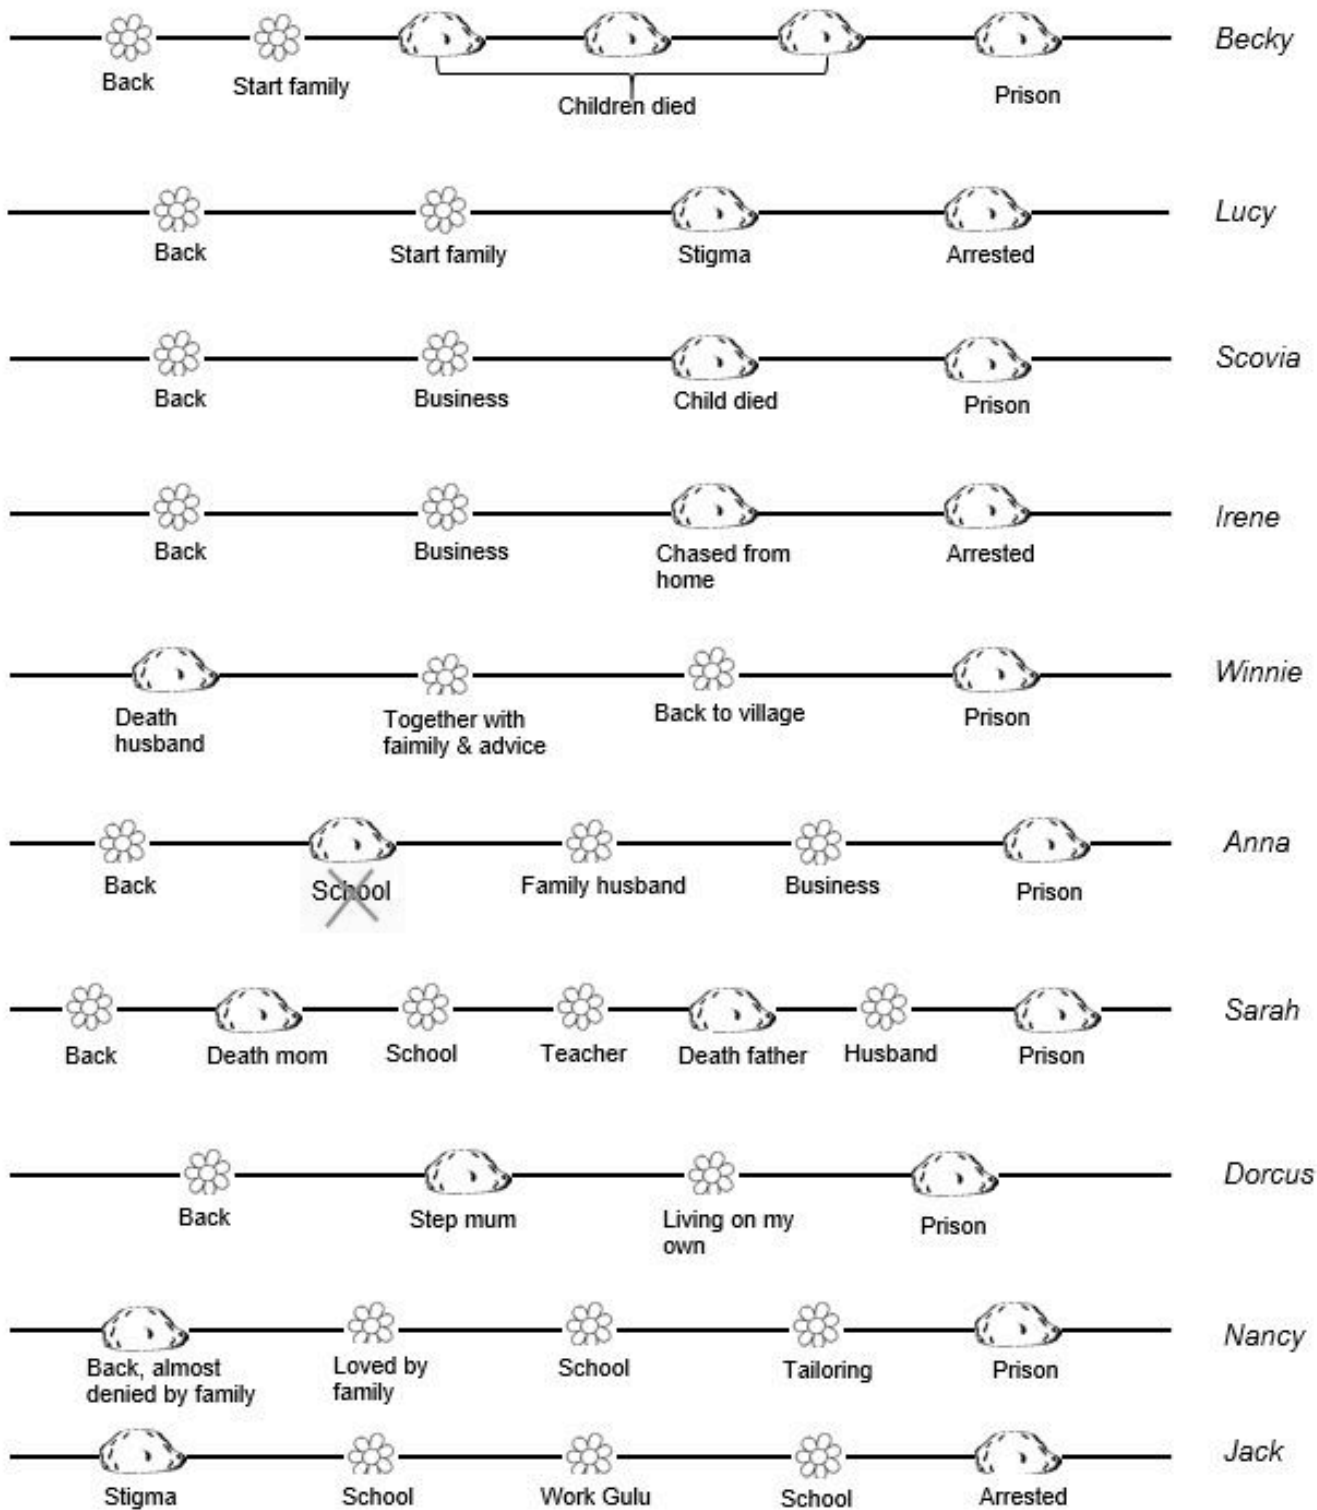 Becky
Back
Start family
Children died
Prison
Lucy
Back
Start family
Stigma
Arrested
Scovia
Back
Business
Child died
Prison
Irene
Back
Business
Chased from
home
Arrested
Winnie
Death
husband
Together with
faimily & advice
Back to village
Prison
Anna
Back
School
Family husband
Business
Prison
Sarah
Back
Death mom
School
Teacher
Death father
Husband
Prison
Dorcus
Back
Step mum
Living on my
own
Prison
Nancy
Back, almost
denied by family
Loved by
family
School
Tailoring
Prison
Jack
Stigma
School
Work Gulu
School
Arrested